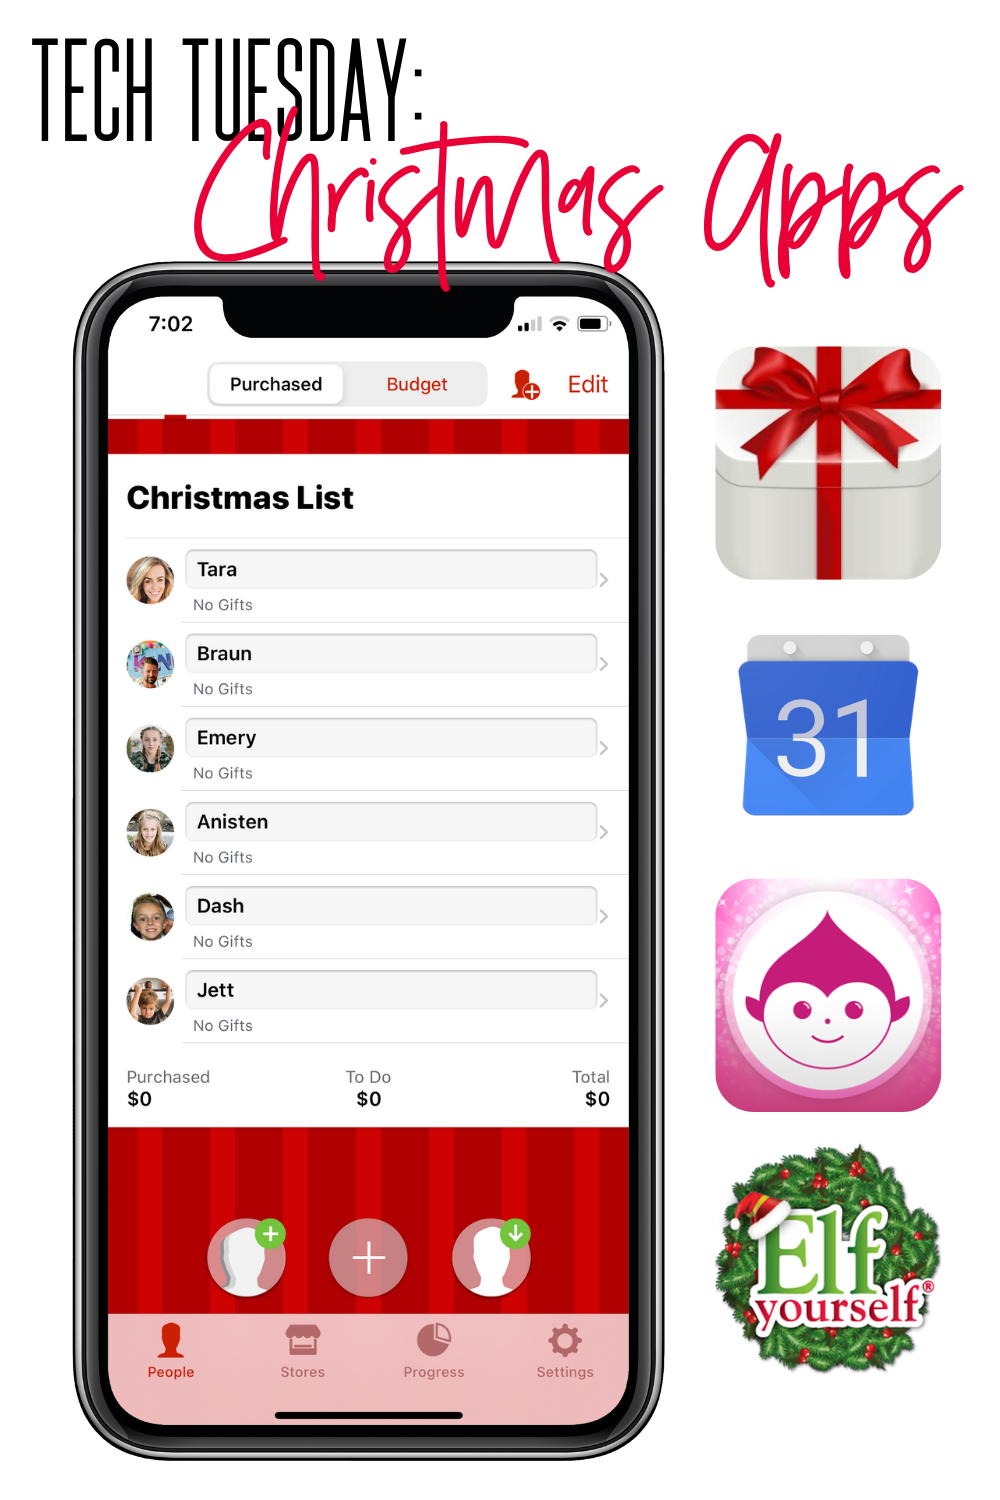 TECH TUESDAY:
Christmas Apps
7:02
Purchased
Budget
Edit
Christmas List
Tara
No Gifts
Braun
No Gifts
Emery
No Gifts
Anisten
No Gifts
Dash
No Gifts
Jett
No Gifts
Purchased To Do Total
$0 $0 $0
People Stores Progress Settings
31
Elf
yourself®